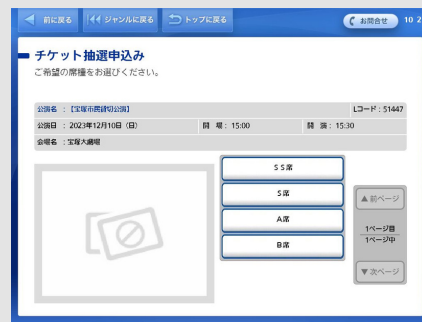 前に戻る ジャンルに戻る トップに戻る お問合せ 10 2
チケット抽選申込み
ご希望の席種をお選びください。
公演名 : 【宝塚市民貸切公演】 Lコード : 51447
公演日 : 2023年12月10日 (日) 開 場 : 15:00 開 演 : 15:30
会場名 : 宝塚大劇場
SS席
S席
A席
B席
▲前ページ
1ページ目
1ページ中
▼次ページ